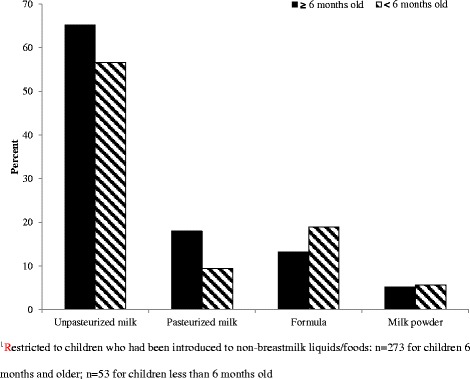 70
≥ 6 months old < 6 months old
60
50
40
30
20
10
0
Percent
Unpasteurized milk Pasteurized milk Formula Milk powder
¹Restricted to children who had been introduced to non-breastmilk liquids/foods: n=273 for children 6
months and older; n=53 for children less than 6 months old